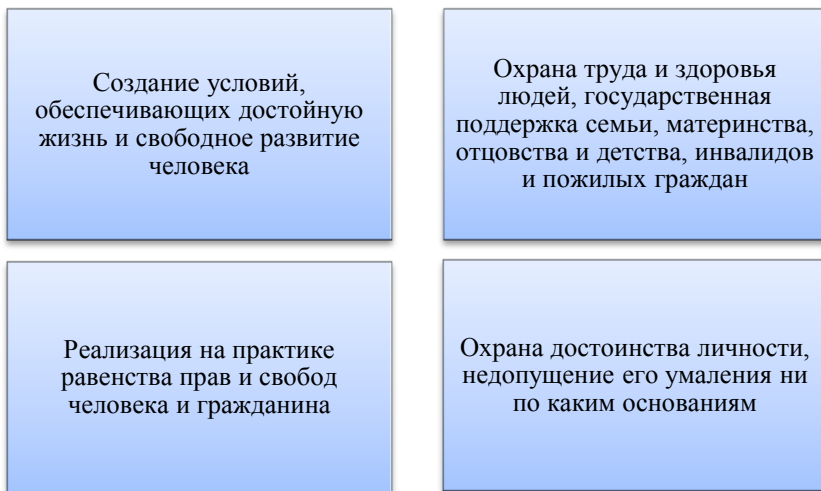 Создание условий,
обеспечивающих достойную
жизнь и свободное развитие
человека
Охрана труда и здоровья
людей, государственная
поддержка семьи, материнства,
отцовства и детства, инвалидов
и пожилых граждан
Реализация на практике
равенства прав и свобод
человека и гражданина
Охрана достоинства личности,
недопущение его умаления ни
по каким основаниям